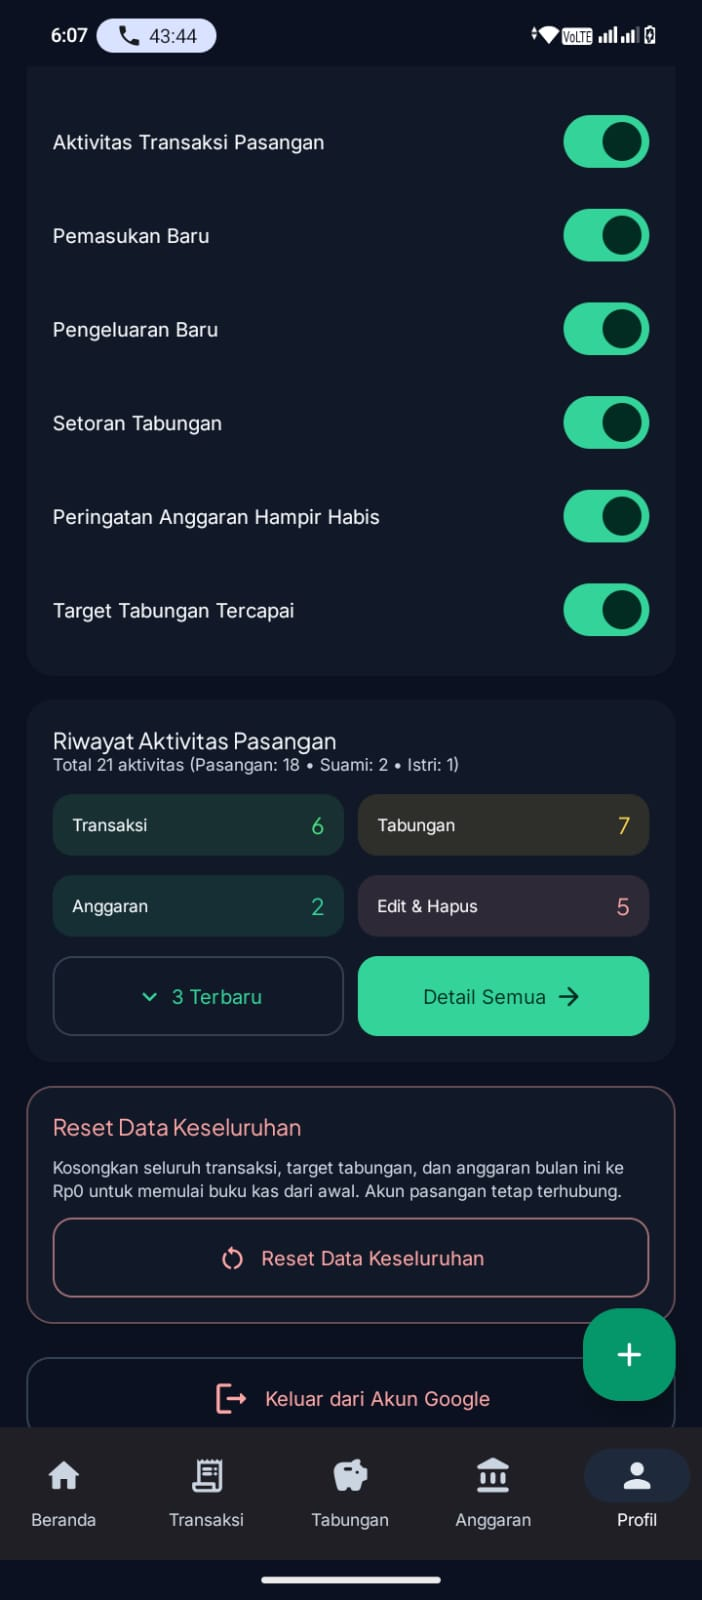 6:07 43:44 VoLTE
Aktivitas Transaksi Pasangan
Pemasukan Baru
Pengeluaran Baru
Setoran Tabungan
Peringatan Anggaran Hampir Habis
Target Tabungan Tercapai
Riwayat Aktivitas Pasangan
Total 21 aktivitas (Pasangan: 18 • Suami: 2 • Istri: 1)
Transaksi 6
Tabungan 7
Anggaran 2
Edit & Hapus 5
3 Terbaru
Detail Semua
Reset Data Keseluruhan
Kosongkan seluruh transaksi, target tabungan, dan anggaran bulan ini ke
Rp0 untuk memulai buku kas dari awal. Akun pasangan tetap terhubung.
Reset Data Keseluruhan
Keluar dari Akun Google
Beranda Transaksi Tabungan Anggaran Profil